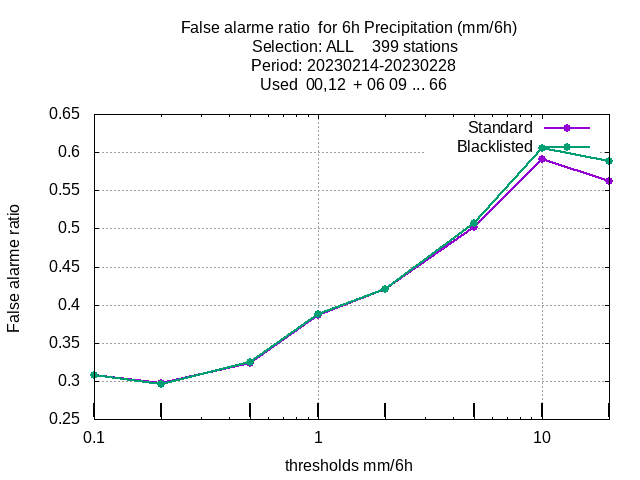 False alarme ratio  for 6h Precipitation (mm/6h)
Selection: ALL    399 stations
Period: 20230214-20230228
Used  00,12  + 06 09 ... 66
0.65
0.6
0.55
0.5
0.45
0.4
0.35
0.3
0.25
Standard
Blacklisted
False alarme ratio
0.1
1
10
thresholds mm/6h